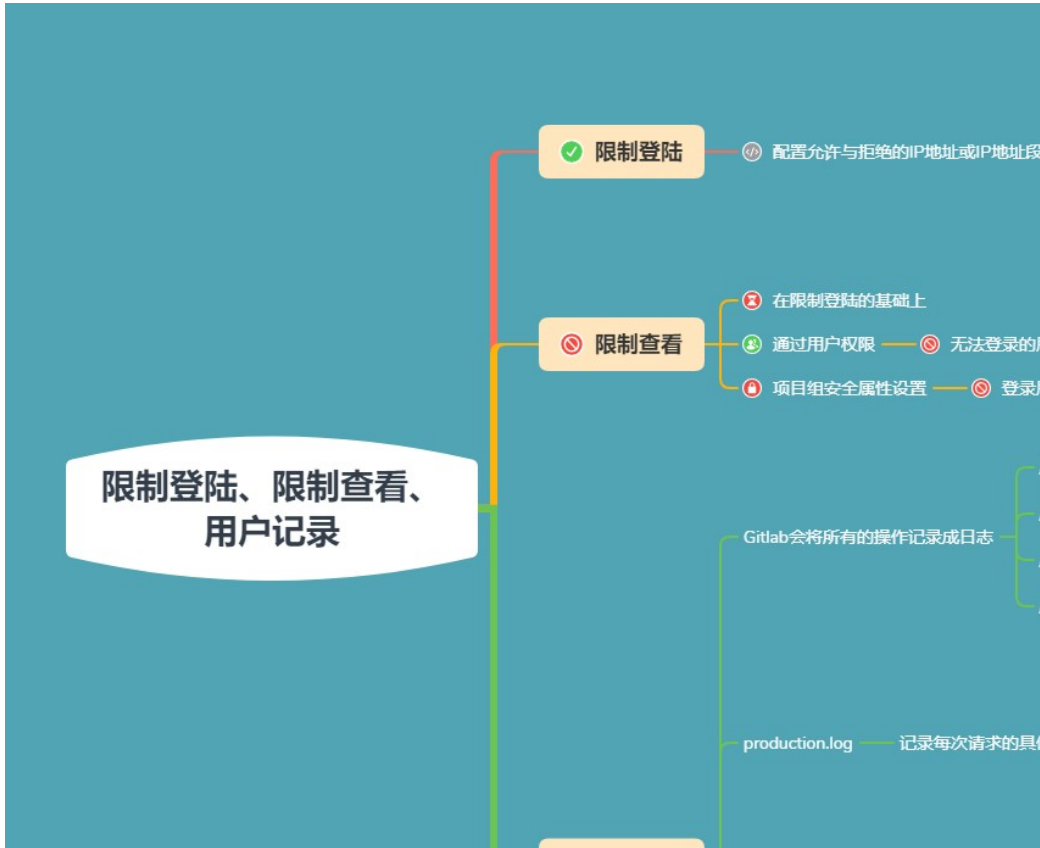 限制登陆
配置允许与拒绝的IP地址或IP地址段
限制查看
在限制登陆的基础上
通过用户权限
无法登录的
项目组安全属性设置
登录
限制登陆、限制查看、
用户记录
Gitlab会将所有的操作记录成日志
production.log
记录每次请求的具